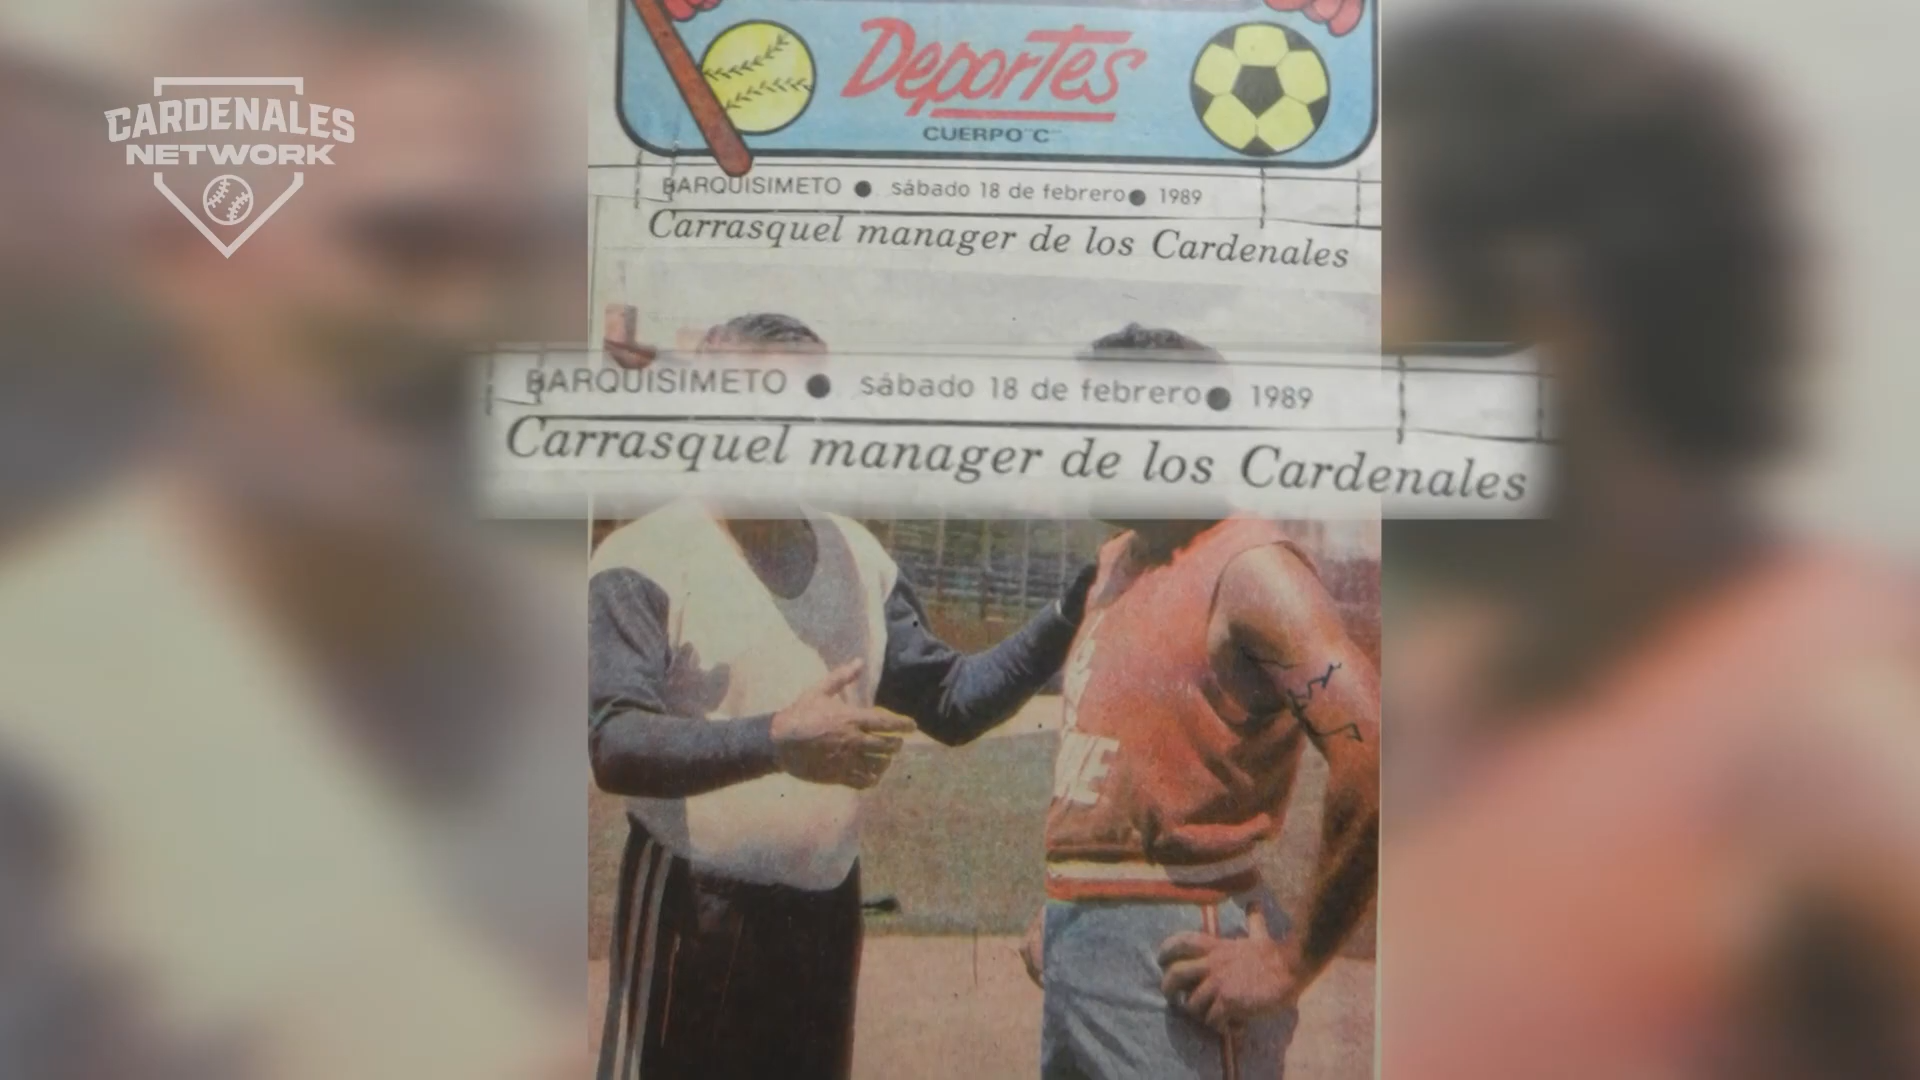 CARDENALES
NETWORK
Deportes
CUERPO "C"
BARQUISIMETO ● sábado 18 de febrero ● 1989
Carrasquel manager de los Cardenales
BARQUISIMETO ● sábado 18 de febrero ● 1989
Carrasquel manager de los Cardenales